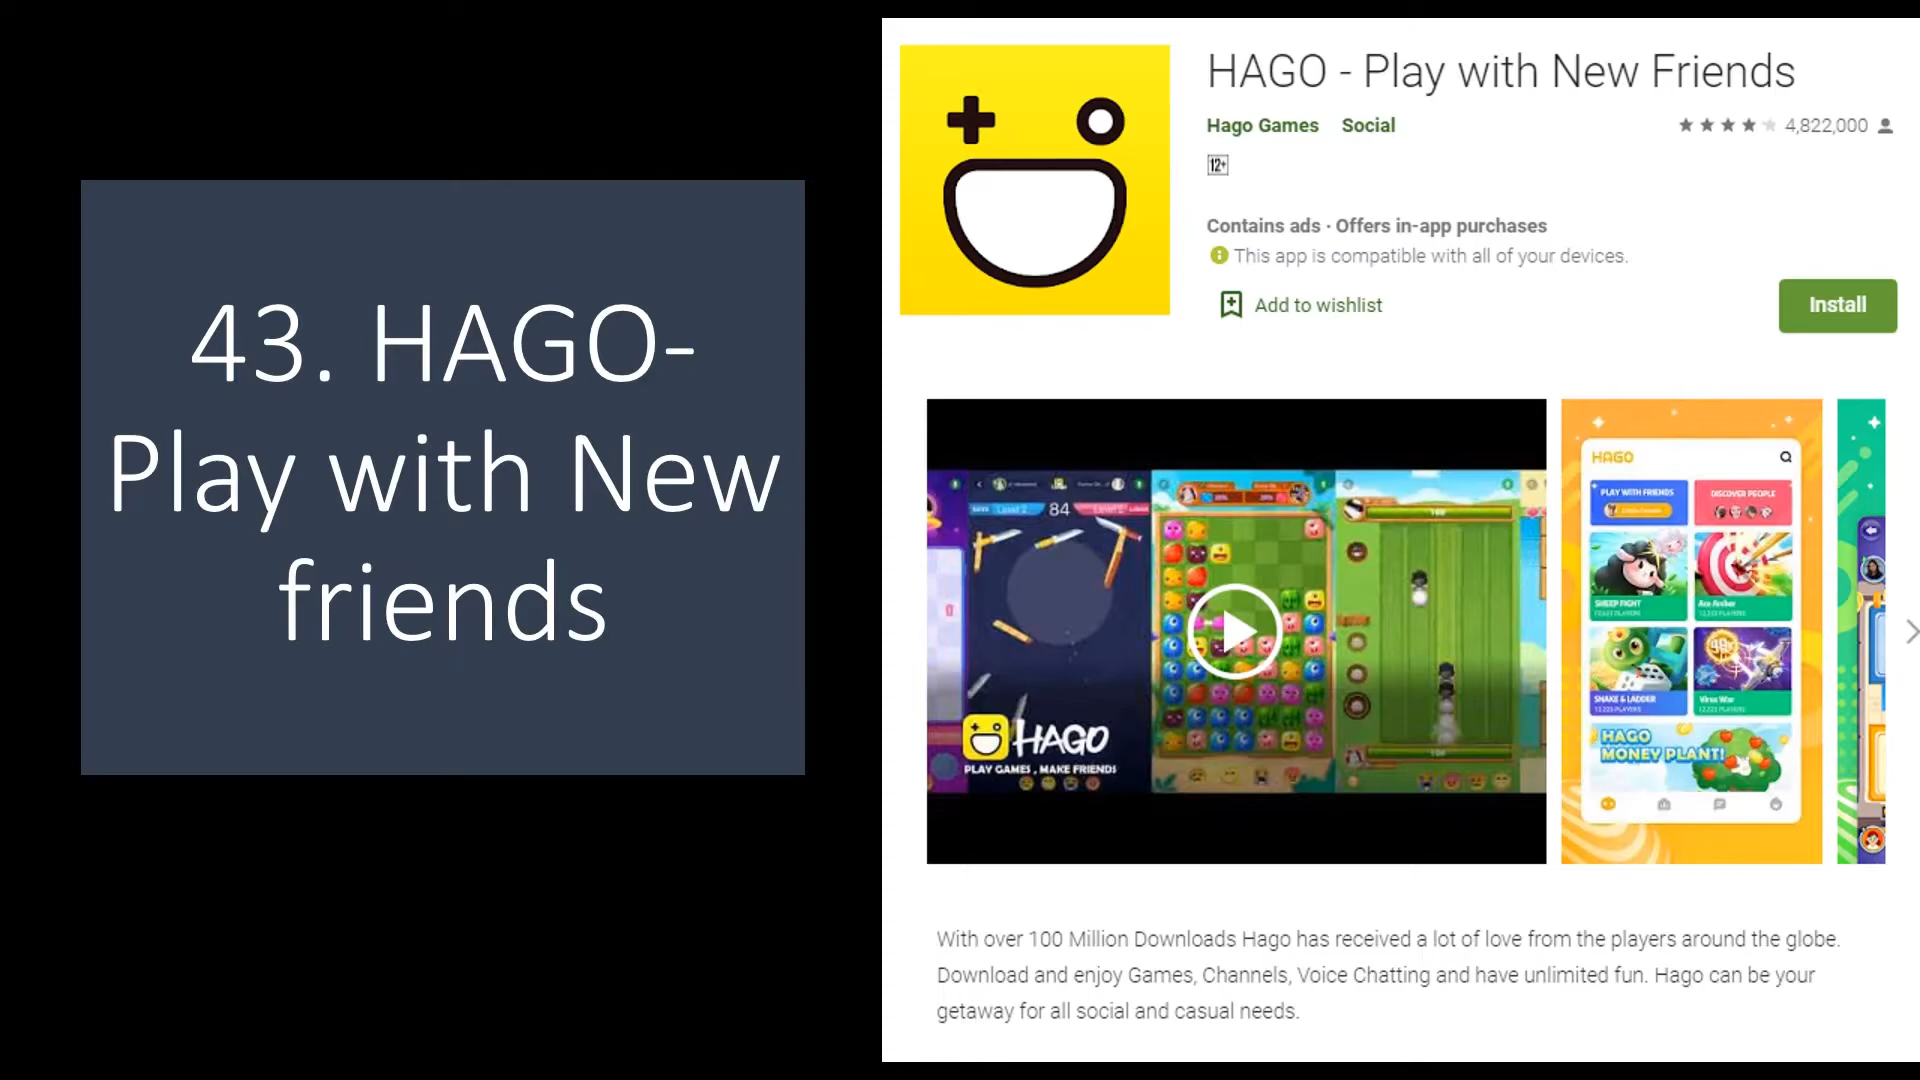 43. HAGO-
Play with New
friends
HAGO - Play with New Friends
Hago Games Social
4,822,000
12+
Contains ads · Offers in-app purchases
This app is compatible with all of your devices.
Add to wishlist
Install
84
HAGO
PLAY GAMES , MAKE FRIENDS
HAGO
PLAY WITH FRIENDS
DISCOVER PEOPLE
SHEEP FIGHT
Ace Archer
SNAKE & LADDER
Virus War
HAGO
MONEY PLANT!
With over 100 Million Downloads Hago has received a lot of love from the players around the globe.
Download and enjoy Games, Channels, Voice Chatting and have unlimited fun. Hago can be your
getaway for all social and casual needs.